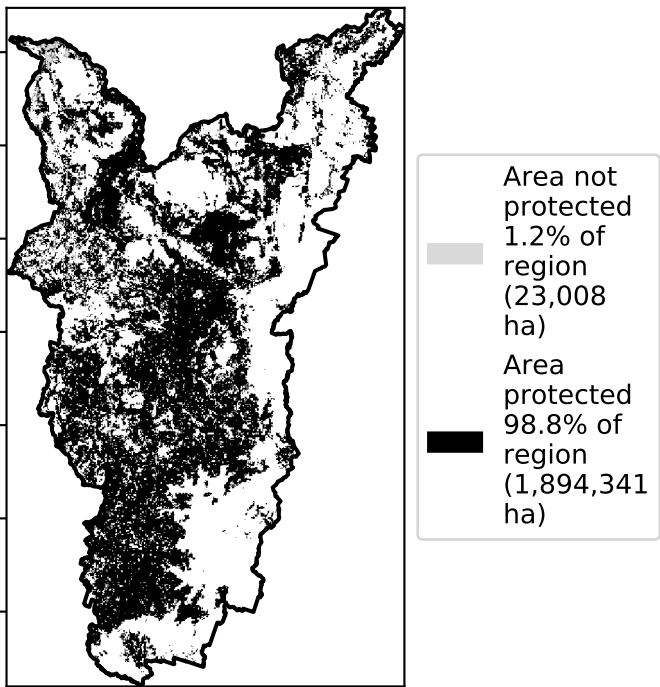 Area not
protected
1.2% of
region
(23,008
ha)
Area
protected
98.8% of
region
(1,894,341
ha)